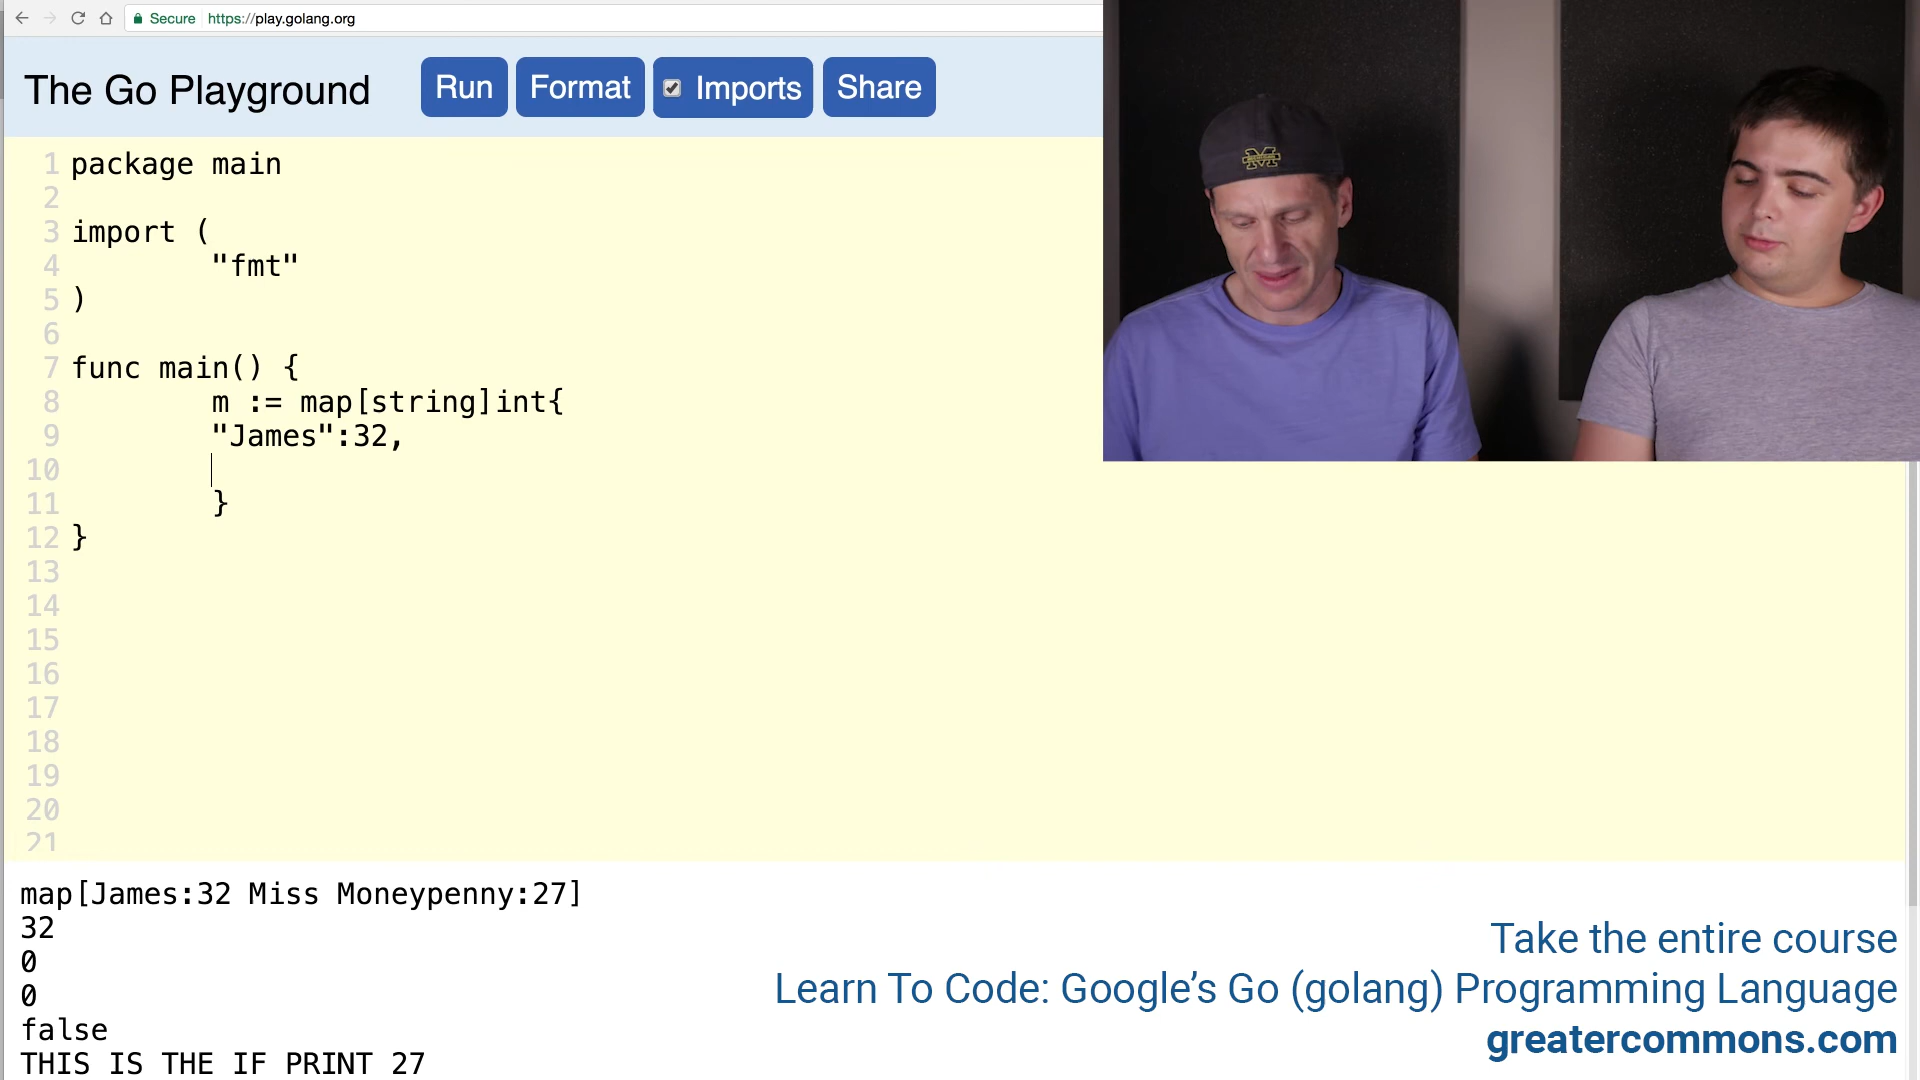 Secure https://play.golang.org
The Go Playground Run Format Imports Share
1 package main
2
3 import (
4 "fmt"
5 )
6
7 func main() {
8 m := map[string]int{
9 "James":32,
10
11 }
12 }
13
14
15
16
17
18
19
20
21
map[James:32 Miss Moneypenny:27]
32
0
0
false
THIS IS THE IF PRINT 27
Take the entire course
Learn To Code: Google’s Go (golang) Programming Language
greatercommons.com